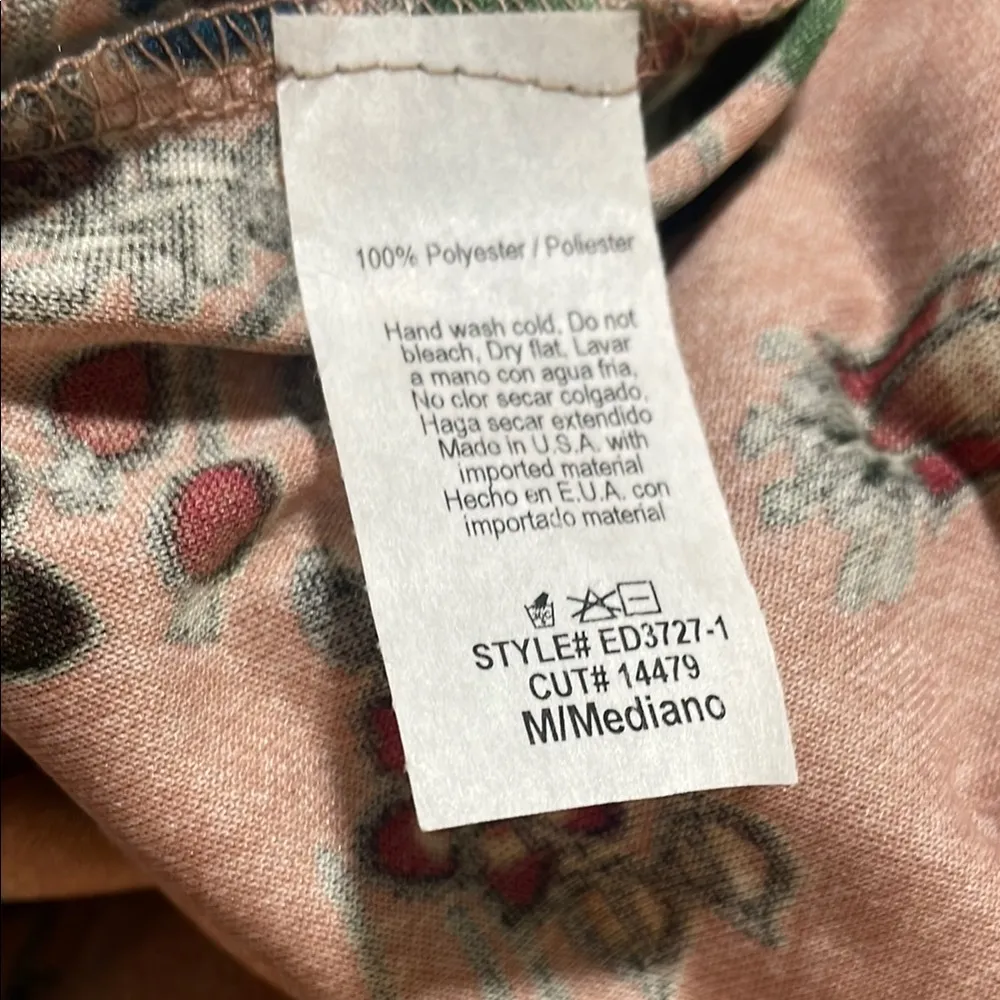 100% Polyester / Poliester
Hand wash cold. Do not
bleach, Dry flat, Lavar
a mano con agua fria,
No clor secar colgado,
Haga secar extendido
Made in U.S.A. with
imported material
Hecho en E.U.A. con
importado material
STYLE# ED3727-1
CUT# 14479
M/Mediano